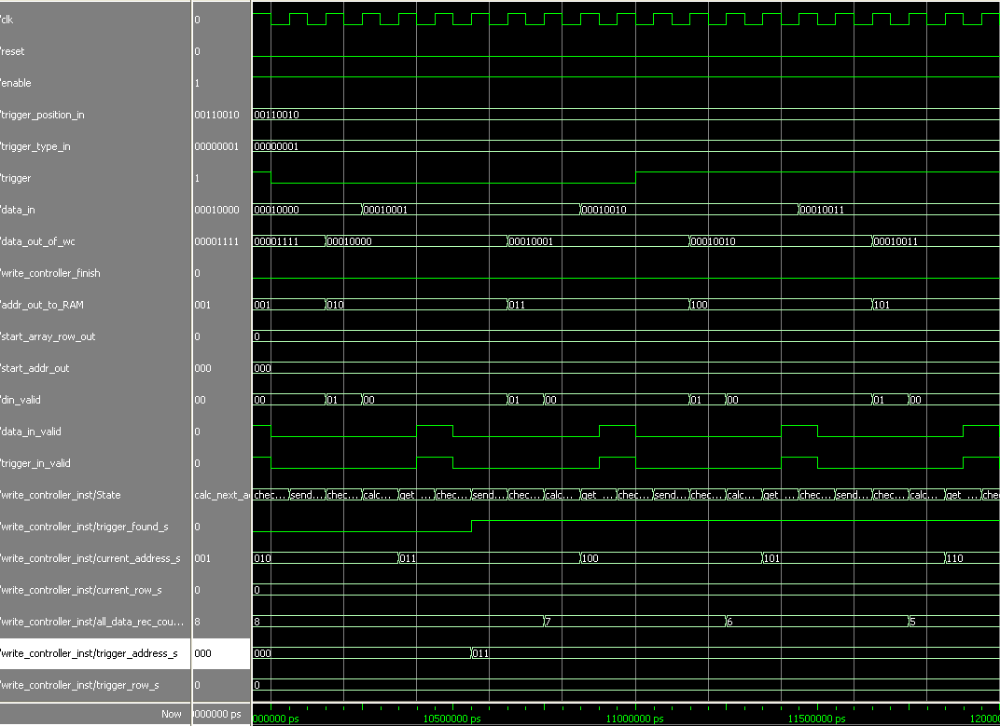 /clk 0
/reset 0
/enable 1
/trigger_position_in 00110010 00110010
/trigger_type_in 00000001 00000001
/trigger 1
/data_in 00010000 00010000 00010001 00010010 00010011
/data_out_of_wc 00001111 00001111 00010000 00010001 00010010 00010011
/write_controller_finish 0
/addr_out_to_RAM 001 001 010 011 100 101
/start_array_row_out 0 0
/start_addr_out 000 000
/din_valid 00 00 01 00 01 00 01 00 01 00
/data_in_valid 0
/trigger_in_valid 0
/write_controller_inst/State calc_next_a chec... send... chec... calc... get_... chec... send... chec... calc... get_... chec... send... chec... calc... get_... chec... send... chec... calc... get_... chec
/write_controller_inst/trigger_found_s 0
/write_controller_inst/current_address_s 001 010 011 100 101 110
/write_controller_inst/current_row_s 0 0
/write_controller_inst/all_data_rec_cou... 8 8 7 6 5
/write_controller_inst/trigger_address_s 000 000 011
/write_controller_inst/trigger_row_s 0 0
Now 000000 ps 000000 ps 10500000 ps 11000000 ps 11500000 ps 120000